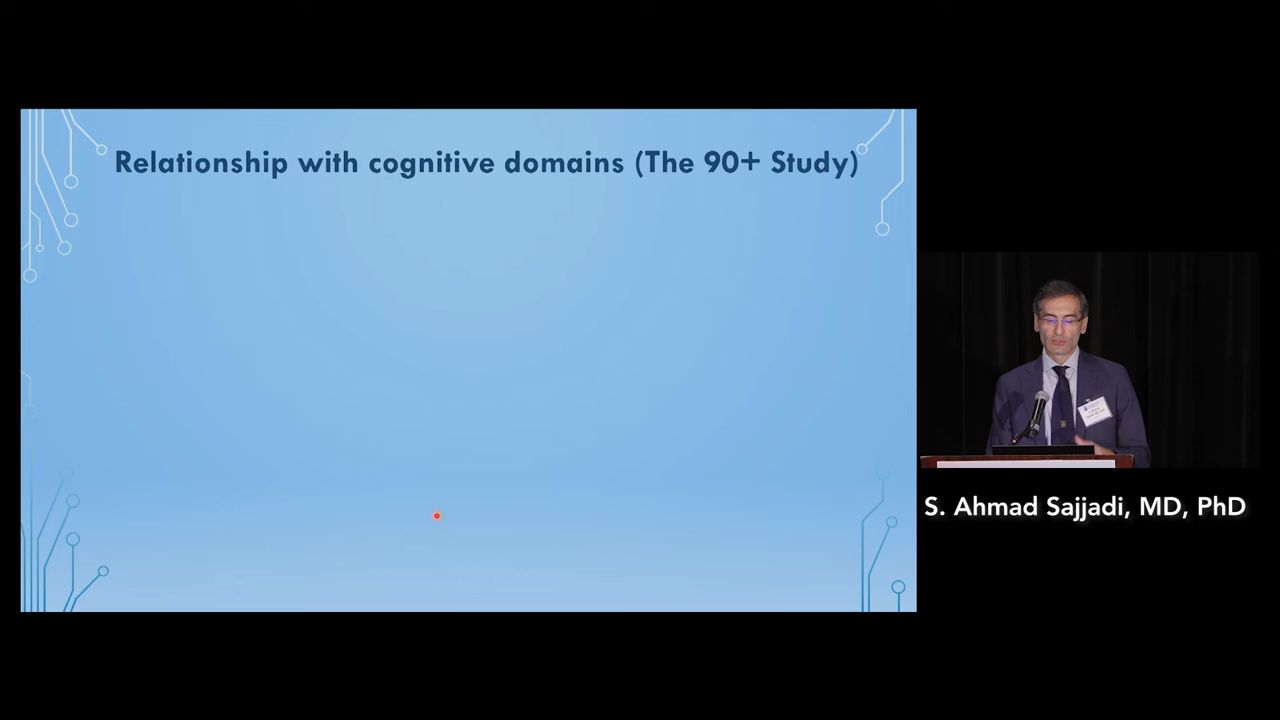 Relationship with cognitive domains (The 90+ Study)
S. Ahmad Sajjadi, MD, PhD